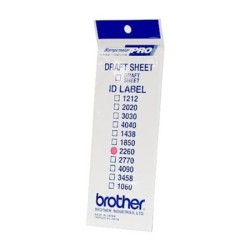 Stampcreator PRO
DRAFT SHEET
DRAFT
SHEET
ID LABEL
1212
2020
3030
4040
1438
1850
2260
2770
4090
3458
1060
brother
BROTHER INDUSTRIES, LTD.